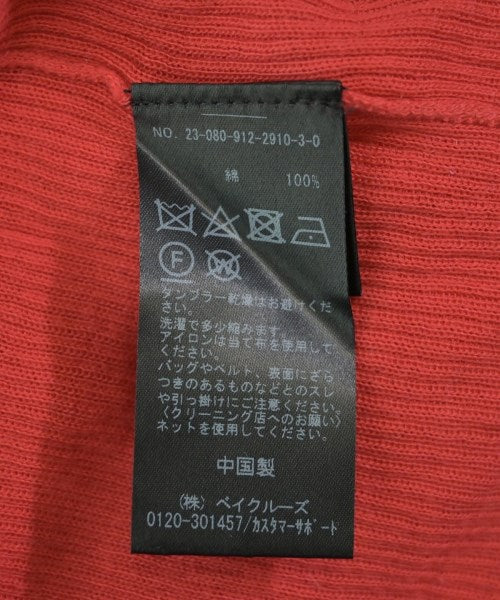 NO. 23-080-912-2910-3-0
綿 100%
F W
タンブラー乾燥はお避けくだ
さい。
洗濯で多少縮みます。
アイロンは当て布を使用して
ください。
バッグやベルト、表面にざら
つきのあるものなどとのスレ
や引っ掛けにご注意ください。
〈クリーニング店へのお願い〉
ネットを使用してください。
中国製
(株) ベイクルーズ
0120-301457/カスタマーサポート